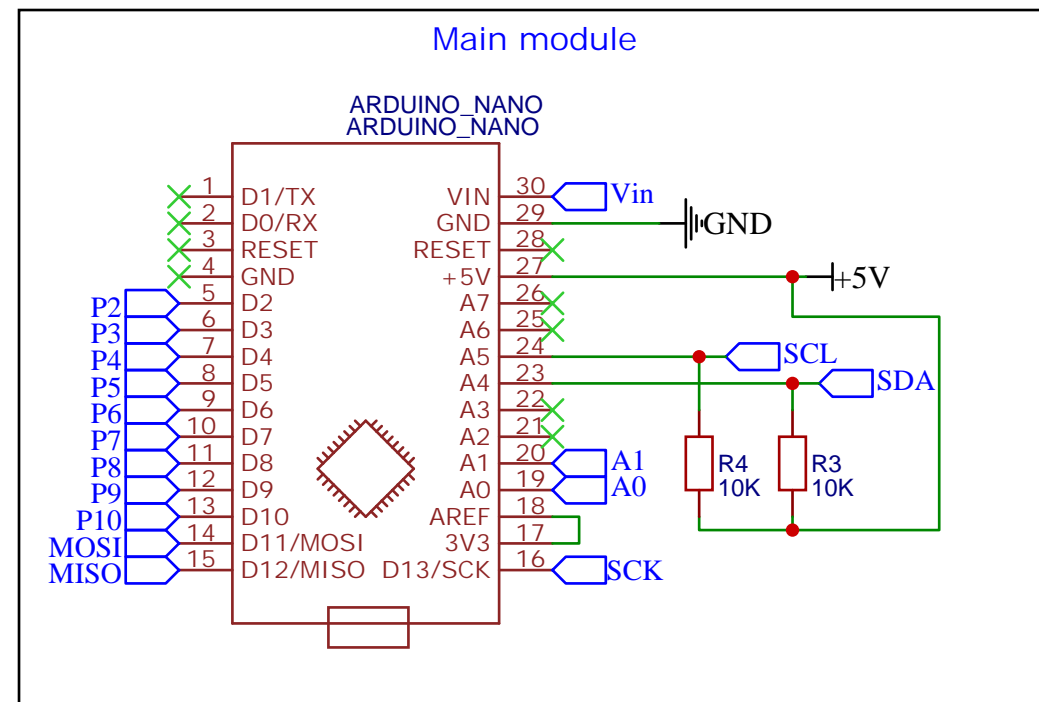 Main module
ARDUINO_NANO
ARDUINO_NANO
1 D1/TX VIN 30 Vin
2 D0/RX GND 29 GND
3 RESET RESET 28
4 GND +5V 27 +5V
P2 5 D2 A7 26
P3 6 D3 A6 25
P4 7 D4 A5 24 SCL
P5 8 D5 A4 23 SDA
P6 9 D6 A3 22
P7 10 D7 A2 21
P8 11 D8 A1 20 A1
P9 12 D9 A0 19 A0
P10 13 D10 AREF 18
MOSI 14 D11/MOSI 3V3 17
MISO 15 D12/MISO D13/SCK 16 SCK
R4 R3
10K 10K